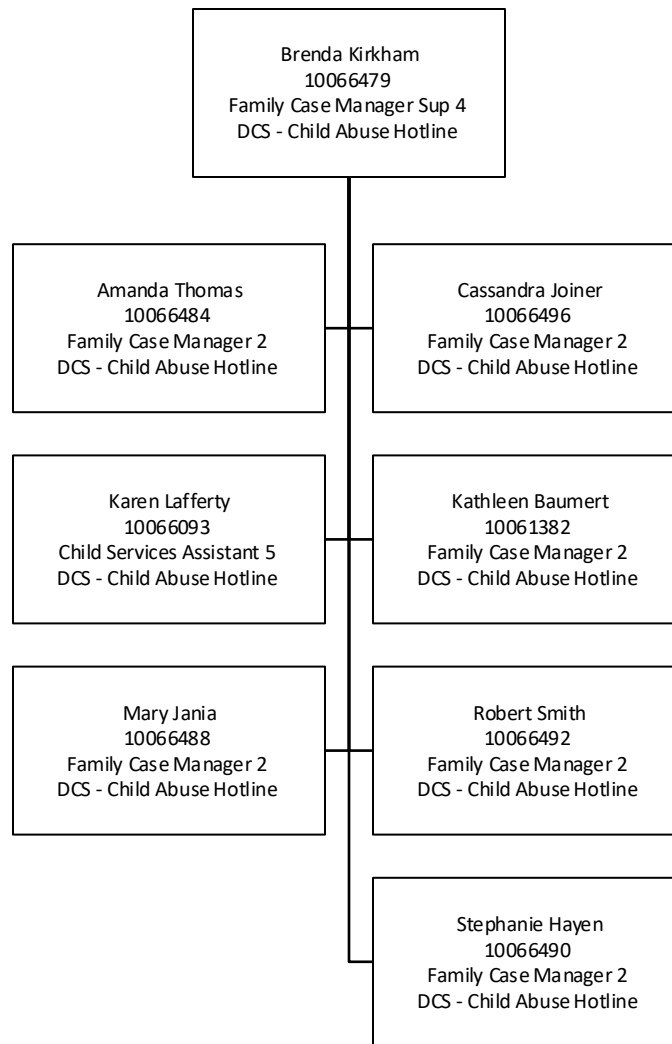 Brenda Kirkham
10066479
Family Case Manager Sup 4
DCS - Child Abuse Hotline
Amanda Thomas
10066484
Family Case Manager 2
DCS - Child Abuse Hotline
Cassandra Joiner
10066496
Family Case Manager 2
DCS - Child Abuse Hotline
Karen Lafferty
10066093
Child Services Assistant 5
DCS - Child Abuse Hotline
Kathleen Baumert
10061382
Family Case Manager 2
DCS - Child Abuse Hotline
Mary Jania
10066488
Family Case Manager 2
DCS - Child Abuse Hotline
Robert Smith
10066492
Family Case Manager 2
DCS - Child Abuse Hotline
Stephanie Hayen
10066490
Family Case Manager 2
DCS - Child Abuse Hotline